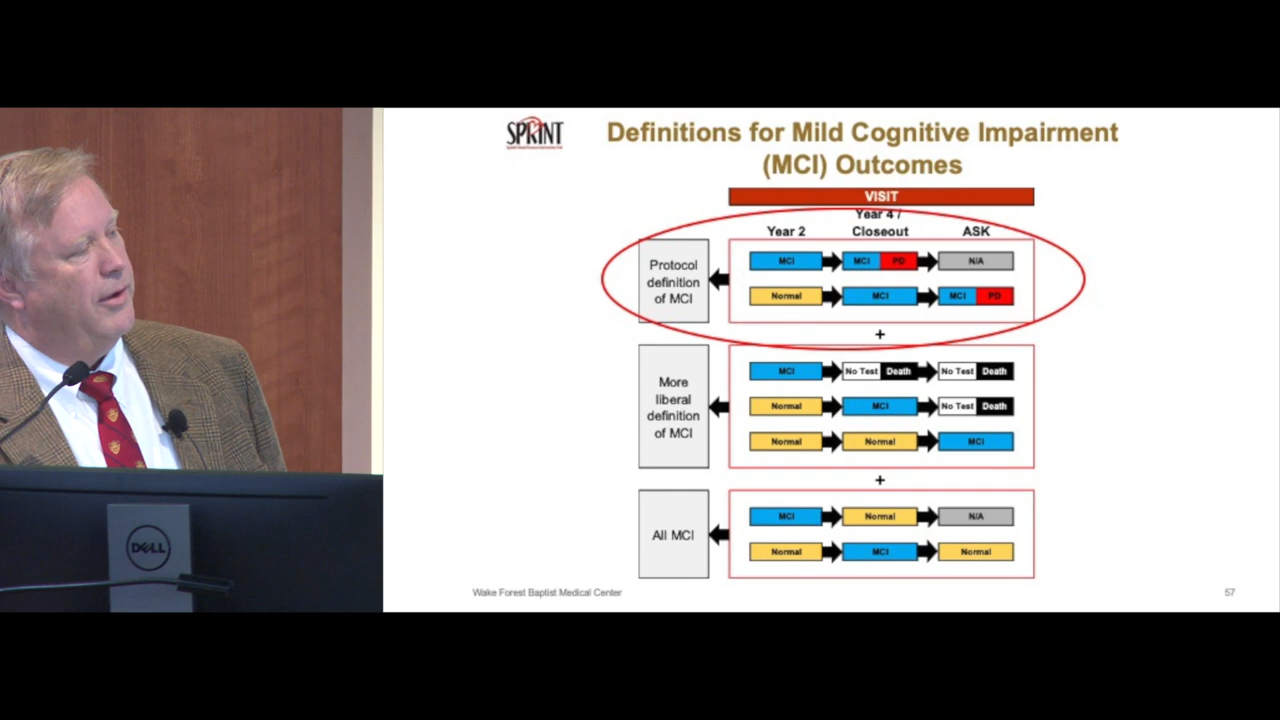 SPRINT
Definitions for Mild Cognitive Impairment
(MCI) Outcomes
VISIT
Year 2
Year 4 /
Closeout
ASK
Protocol
definition
of MCI
MCI MCI PD N/A
Normal MCI MCI PD
+
More
liberal
definition
of MCI
MCI No Test Death No Test Death
Normal MCI No Test Death
Normal Normal MCI
+
All MCI
MCI Normal N/A
Normal MCI Normal
Wake Forest Baptist Medical Center
57
DELL